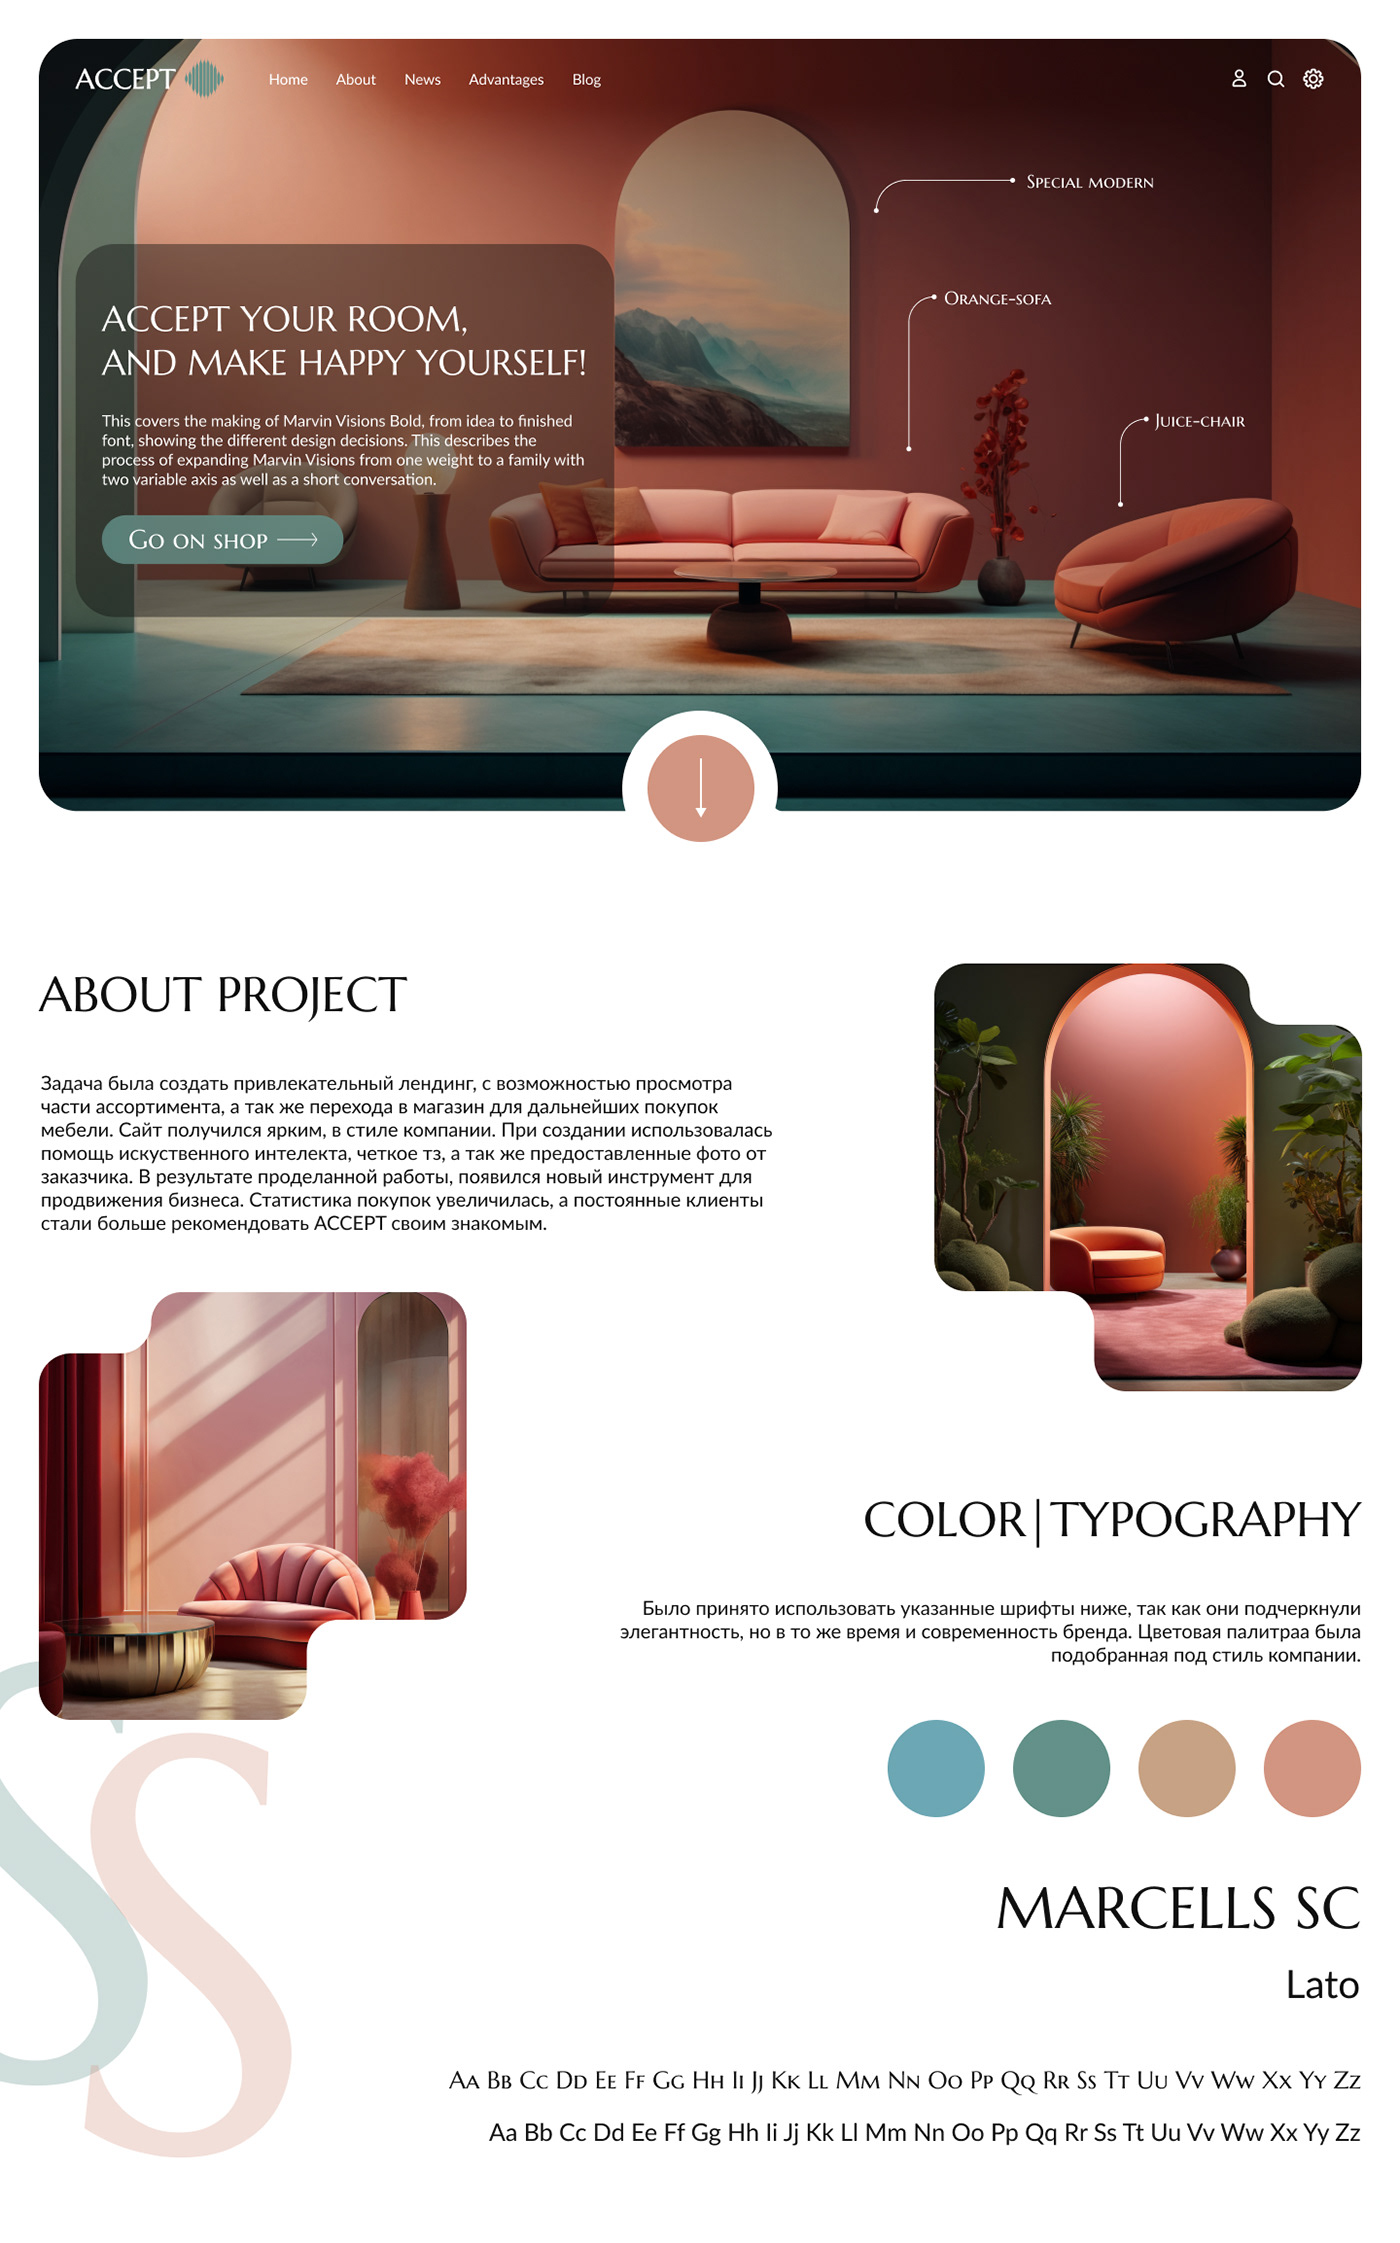 ACCEPT
Home About News Advantages Blog
Special modern
Orange-sofa
Juice-chair
ACCEPT YOUR ROOM,
AND MAKE HAPPY YOURSELF!
This covers the making of Marvin Visions Bold, from idea to finished
font, showing the different design decisions. This describes the
process of expanding Marvin Visions from one weight to a family with
two variable axis as well as a short conversation.
Go on shop
ABOUT PROJECT
Задача была создать привлекательный лендинг, с возможностью просмотра
части ассортимента, а так же перехода в магазин для дальнейших покупок
мебели. Сайт получился ярким, в стиле компании. При создании использовалась
помощь искуственного интелекта, четкое тз, а так же предоставленные фото от
заказчика. В результате проделанной работы, появился новый инструмент для
продвижения бизнеса. Статистика покупок увеличилась, а постоянные клиенты
стали больше рекомендовать ACCEPT своим знакомым.
COLOR|TYPOGRAPHY
Было принято использовать указанные шрифты ниже, так как они подчеркнули
элегантность, но в то же время и современность бренда. Цветовая палитраа была
подобранная под стиль компании.
SS
MARCELLS SC
Lato
Aa Bb Cc Dd Ee Ff Gg Hh Ii Jj Kk Ll Mm Nn Oo Pp Qq Rr Ss Tt Uu Vv Ww Xx Yy Zz
Aa Bb Cc Dd Ee Ff Gg Hh Ii Jj Kk Ll Mm Nn Oo Pp Qq Rr Ss Tt Uu Vv Ww Xx Yy Zz